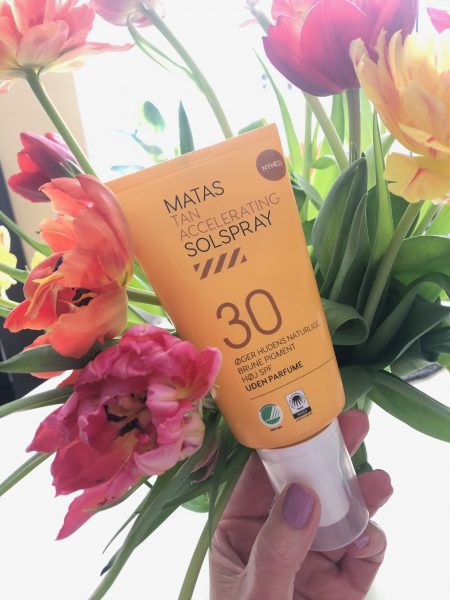 NYHED
MATAS
TAN
ACCELERATING
SOLSPRAY
30
ØGER HUDENS NATURLIGE
BRUNE PIGMENT
HØJ SPF
UDEN PARFUME